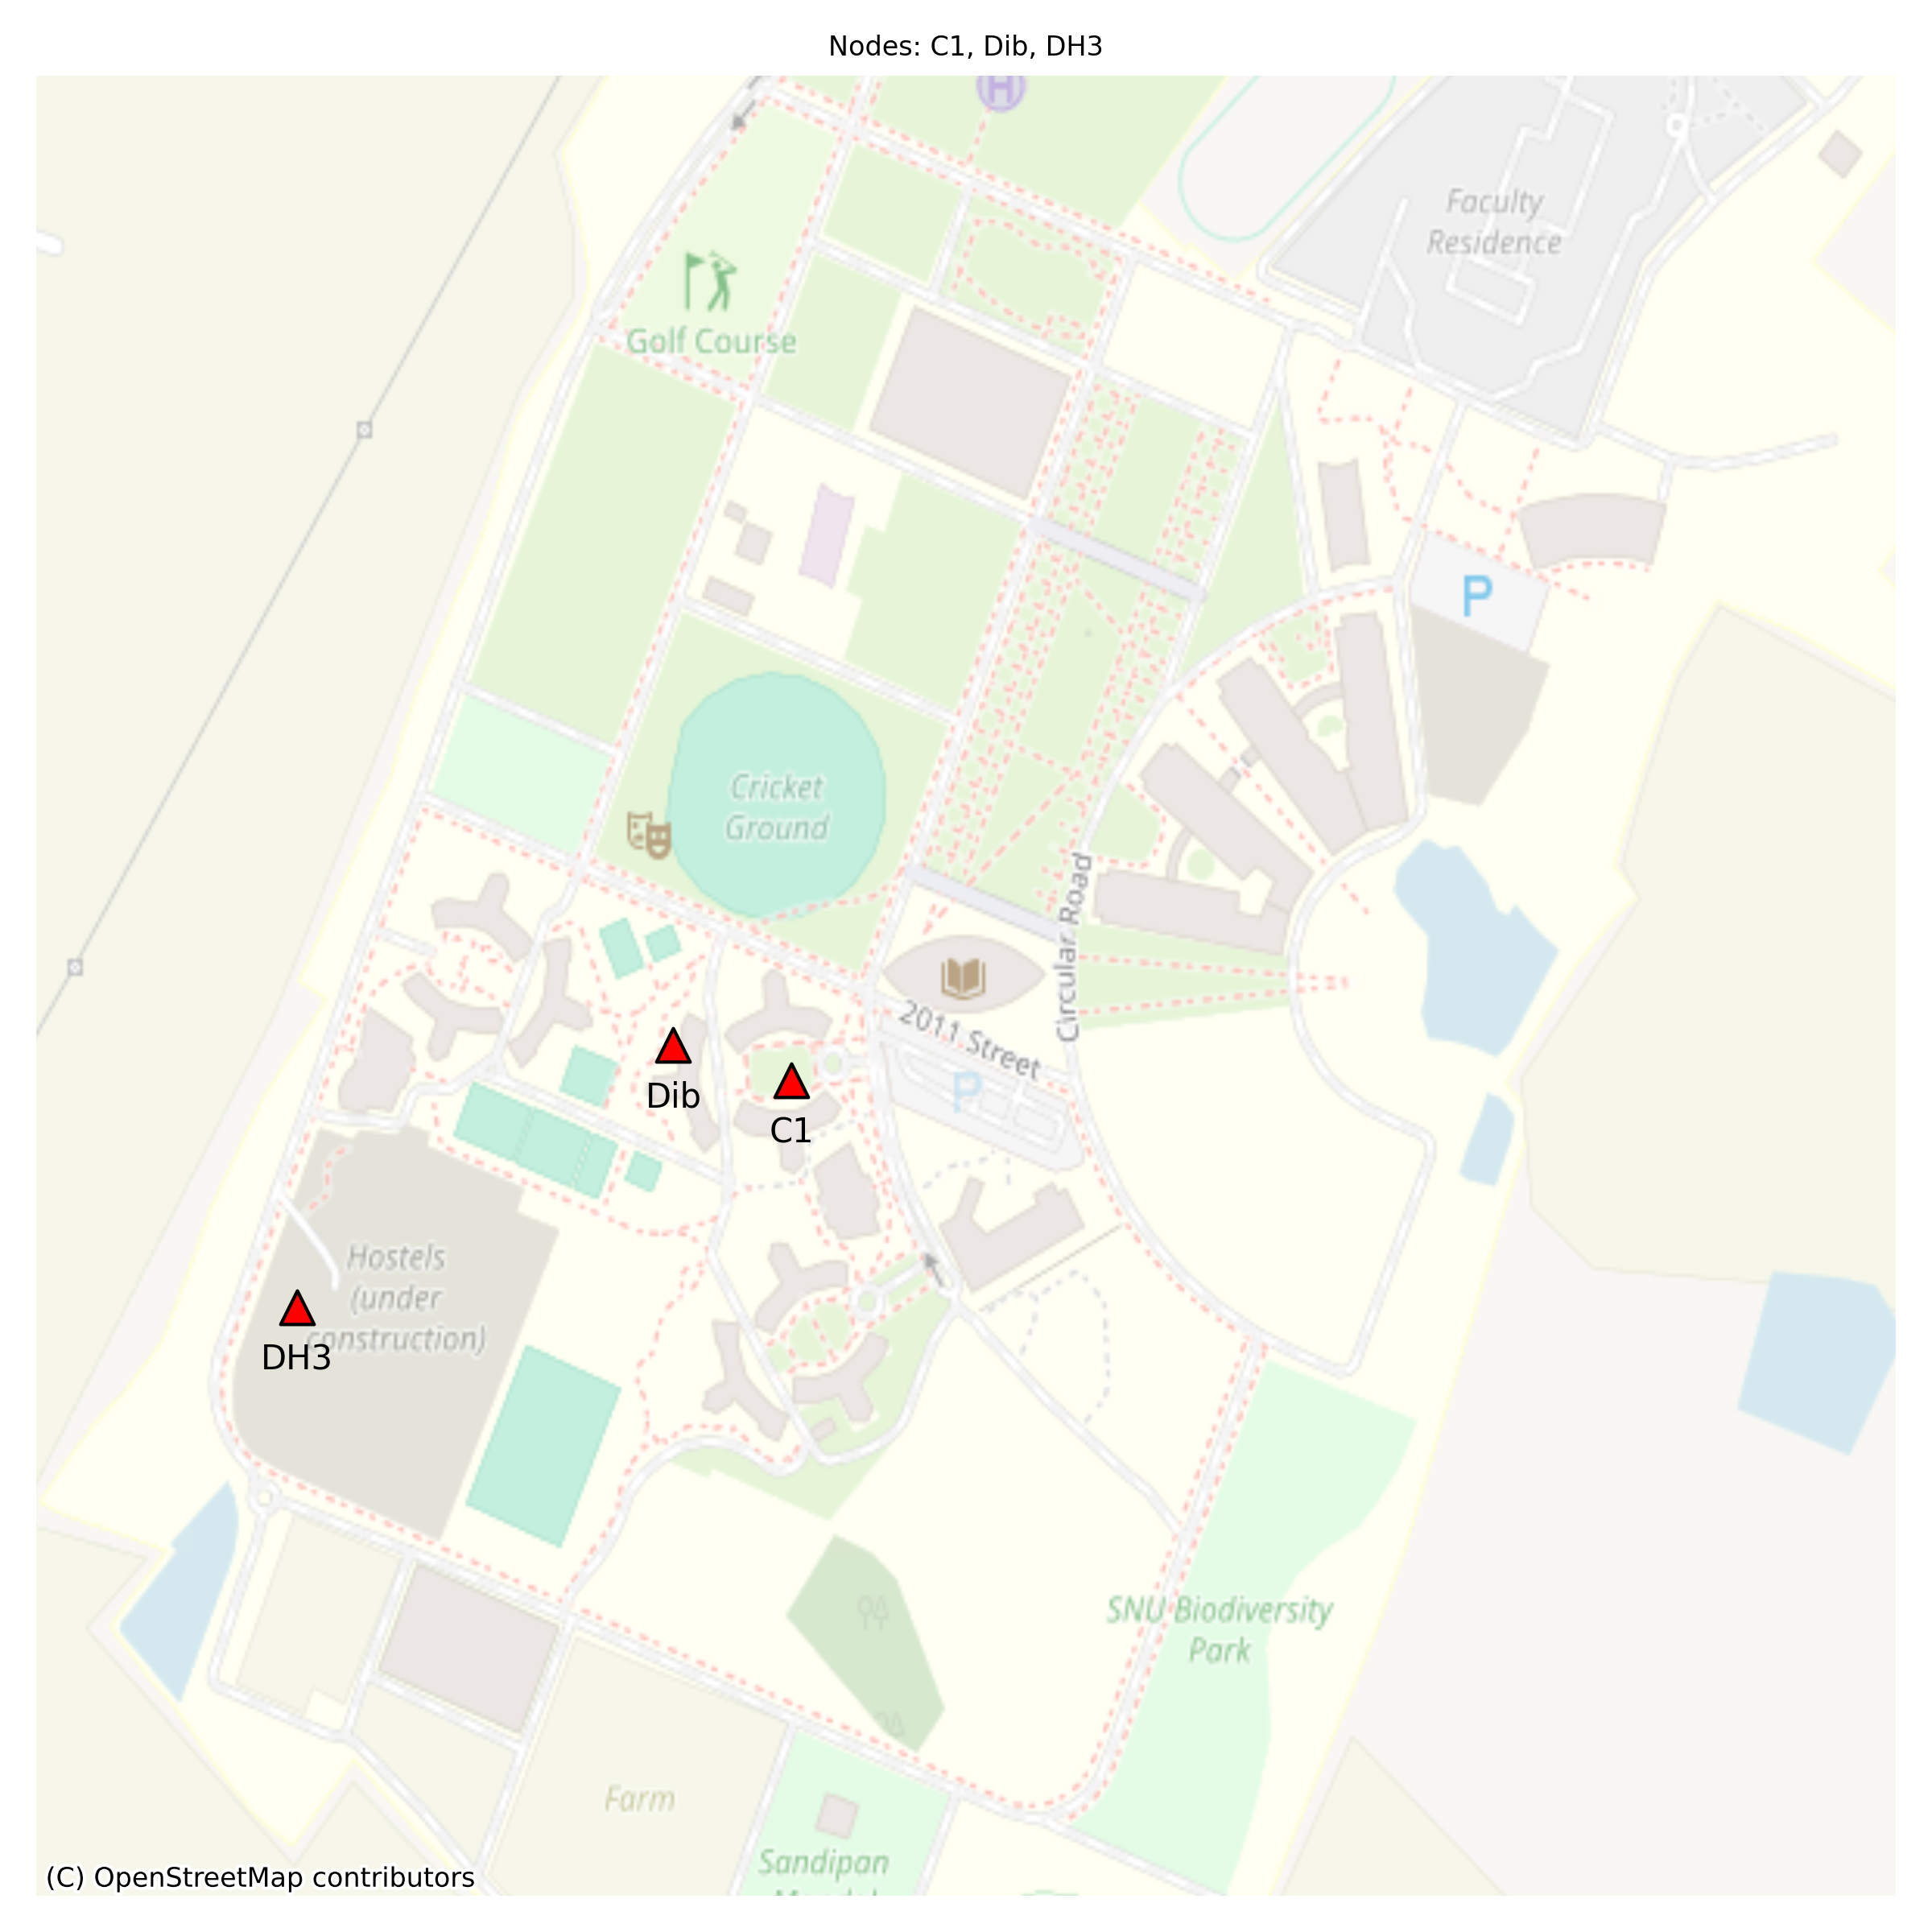 Nodes: C1, Dib, DH3
H
Faculty
Residence
Golf Course
P
Cricket
Ground
Circular Road
2011 Street
P
Dib
C1
Hostels
(under
construction)
DH3
SNU Biodiversity
Park
Farm
Sandipan
(C) OpenStreetMap contributors